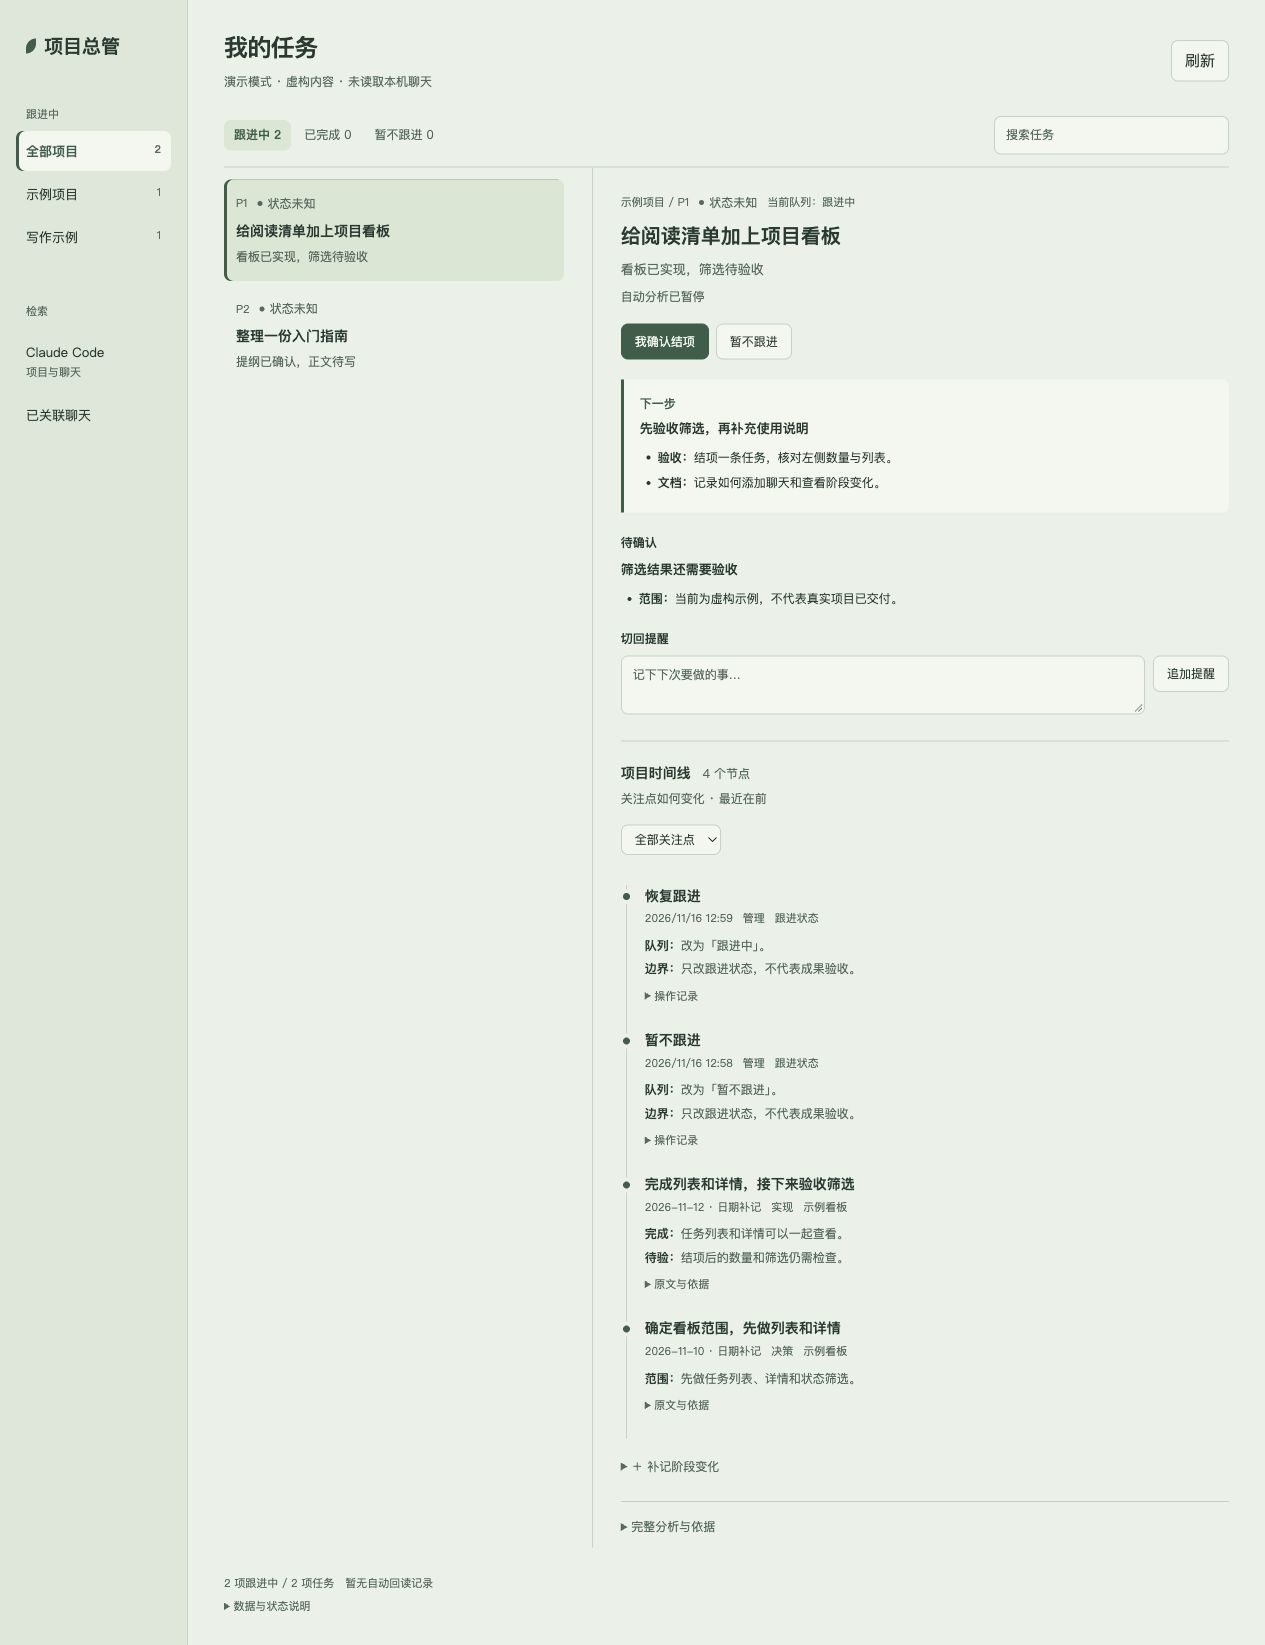 项目总管
跟进中
全部项目 2
示例项目 1
写作示例 1
检索
Claude Code
项目与聊天
已关联聊天
我的任务
演示模式 · 虚构内容 · 未读取本机聊天
刷新
跟进中 2 已完成 0 暂不跟进 0
搜索任务
P1 ● 状态未知
给阅读清单加上项目看板
看板已实现，筛选待验收
P2 ● 状态未知
整理一份入门指南
提纲已确认，正文待写
示例项目 / P1 ● 状态未知 当前队列：跟进中
给阅读清单加上项目看板
看板已实现，筛选待验收
自动分析已暂停
我确认结项 暂不跟进
下一步
先验收筛选，再补充使用说明
• 验收：结项一条任务，核对左侧数量与列表。
• 文档：记录如何添加聊天和查看阶段变化。
待确认
筛选结果还需要验收
• 范围：当前为虚构示例，不代表真实项目已交付。
切回提醒
记下下次要做的事…
追加提醒
项目时间线 4 个节点
关注点如何变化 · 最近在前
全部关注点
恢复跟进
2026/11/16 12:59 管理 跟进状态
队列：改为「跟进中」。
边界：只改跟进状态，不代表成果验收。
▶ 操作记录
暂不跟进
2026/11/16 12:58 管理 跟进状态
队列：改为「暂不跟进」。
边界：只改跟进状态，不代表成果验收。
▶ 操作记录
完成列表和详情，接下来验收筛选
2026–11–12 · 日期补记 实现 示例看板
完成：任务列表和详情可以一起查看。
待验：结项后的数量和筛选仍需检查。
▶ 原文与依据
确定看板范围，先做列表和详情
2026–11–10 · 日期补记 决策 示例看板
范围：先做任务列表、详情和状态筛选。
▶ 原文与依据
▶ ＋ 补记阶段变化
▶ 完整分析与依据
2 项跟进中 / 2 项任务 暂无自动回读记录
▶ 数据与状态说明